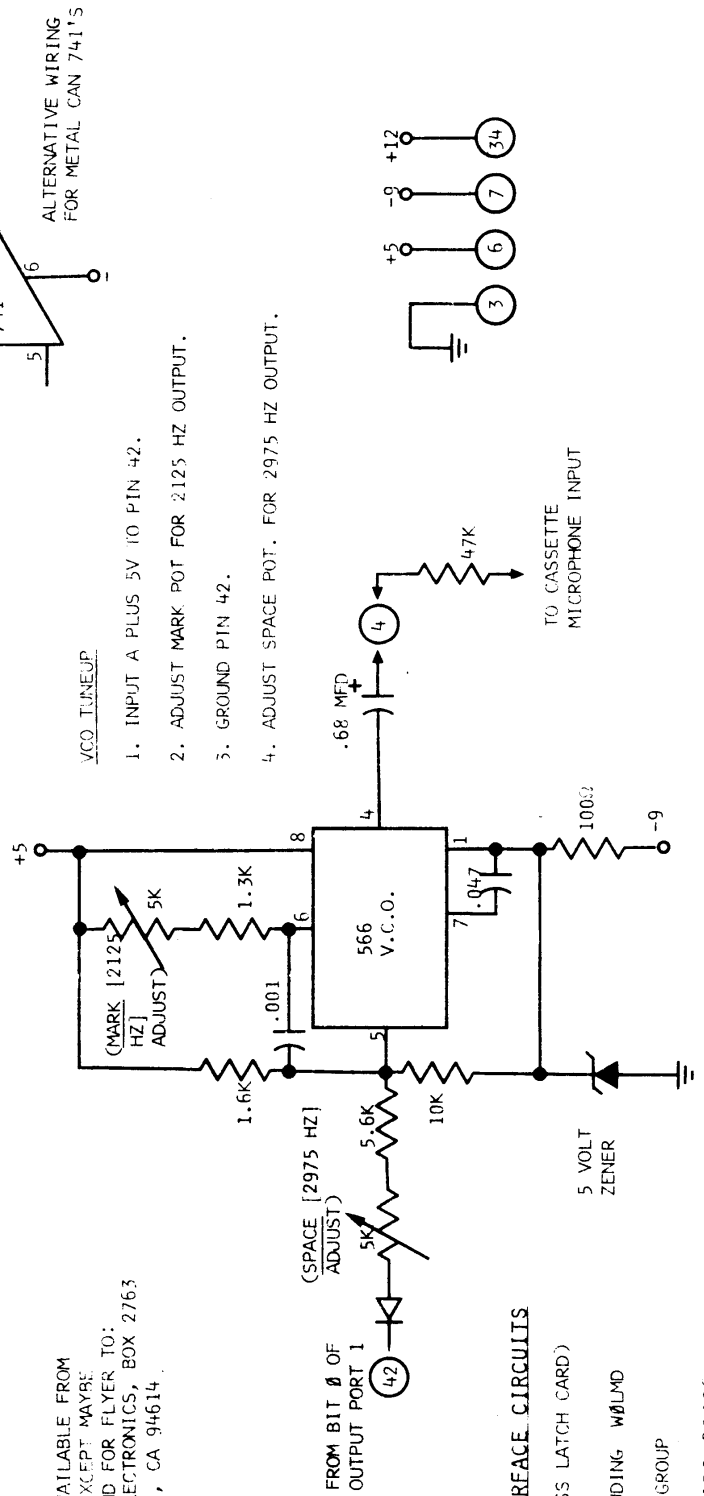 ALTERNATIVE WIRING
FOR METAL CAN 741'S
5
6
-
VCO TUNEUP
1. INPUT A PLUS 5V TO PIN 42.
2. ADJUST MARK POT FOR 2125 HZ OUTPUT.
3. GROUND PIN 42.
4. ADJUST SPACE POT. FOR 2975 HZ OUTPUT.
+5
-9
+12
3
6
7
34
+5
(MARK [2125
HZ]
ADJUST)
5K
1.3K
1.6K
.001
6
8
5
566
V.C.O.
4
7
1
.047
.68 MFD
+
4
47K
TO CASSETTE
MICROPHONE INPUT
100Ω
-9
(SPACE [2975 HZ]
ADJUST)
5K
5.6K
10K
5 VOLT
ZENER
42
FROM BIT Ø OF
OUTPUT PORT 1
AILABLE FROM
XCEPT MAYBE
D FOR FLYER TO:
ECTRONICS, BOX 2763
, CA 94614
RFACE CIRCUITS
SS LATCH CARD)
DING WØLMD
GROUP